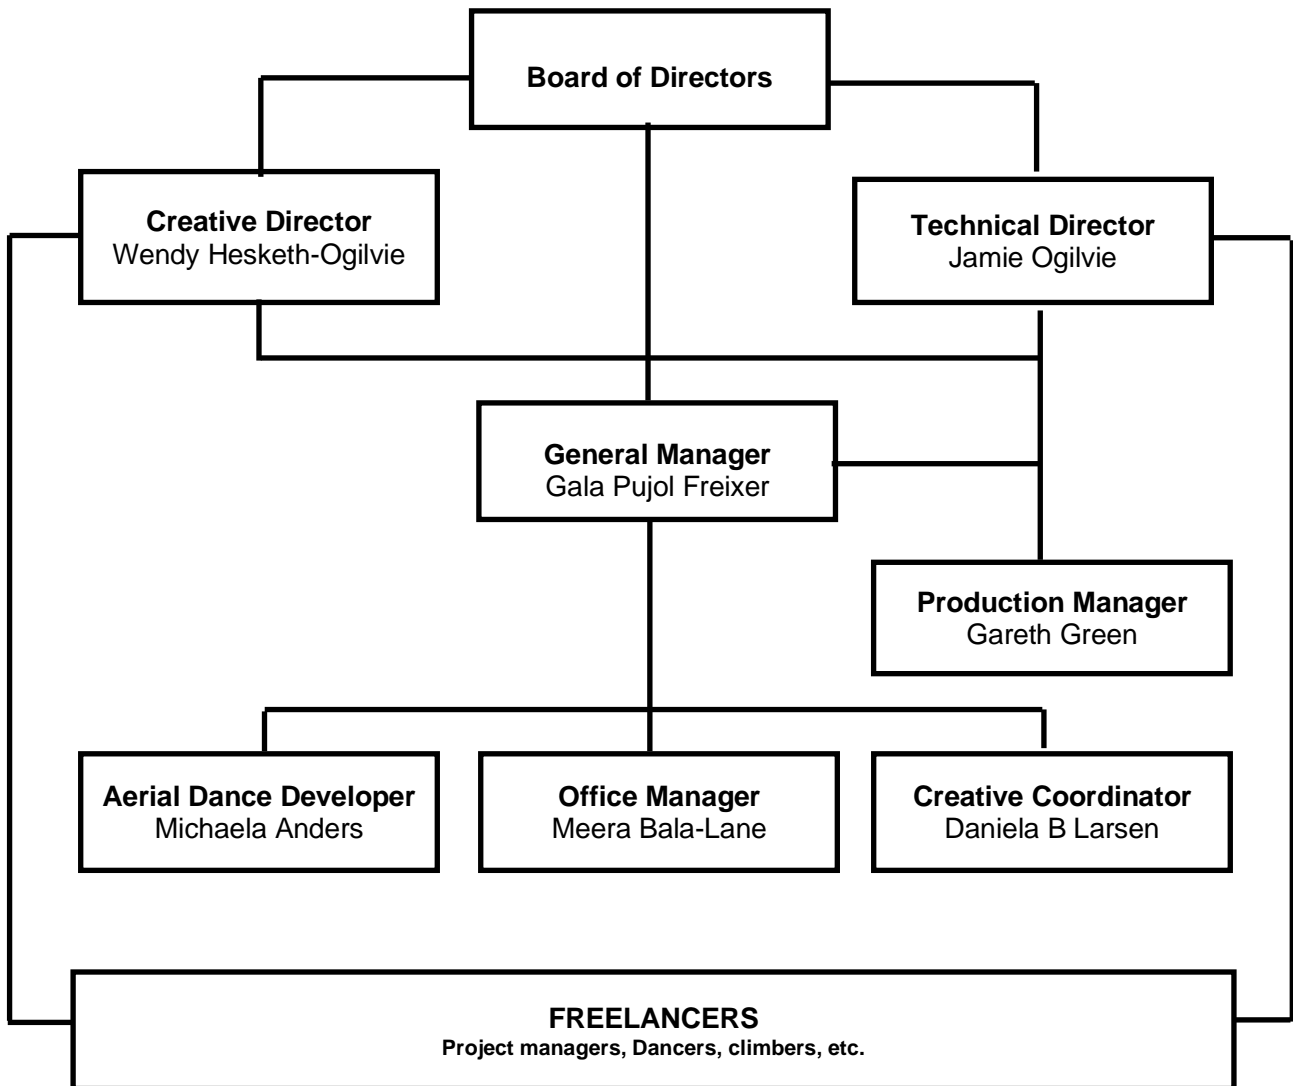 Board of Directors
Creative Director
Wendy Hesketh-Ogilvie
Technical Director
Jamie Ogilvie
General Manager
Gala Pujol Freixer
Production Manager
Gareth Green
Aerial Dance Developer
Michaela Anders
Office Manager
Meera Bala-Lane
Creative Coordinator
Daniela B Larsen
FREELANCERS
Project managers, Dancers, climbers, etc.